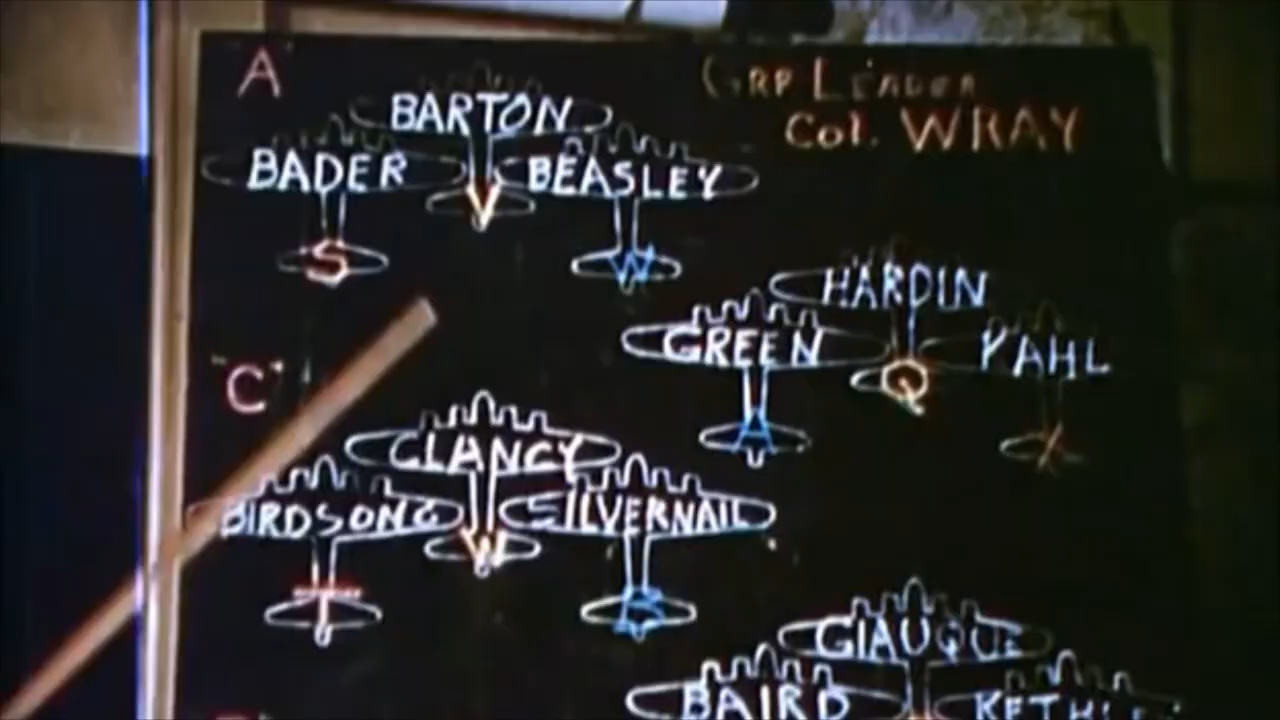 "A"
GRP LEADER
COL. WRAY
BARTON
BADER
BEASLEY
V
S
W
HARDIN
GREEN
PAHL
Q
A
X
"C"
CLANCY
BIRDSONG
SILVERNAIL
W
T
B
GIAUQUE
BAIRD